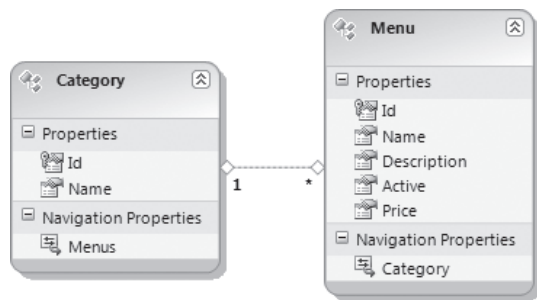 Category
Properties
Id
Name
Navigation Properties
Menus
1
*
Menu
Properties
Id
Name
Description
Active
Price
Navigation Properties
Category